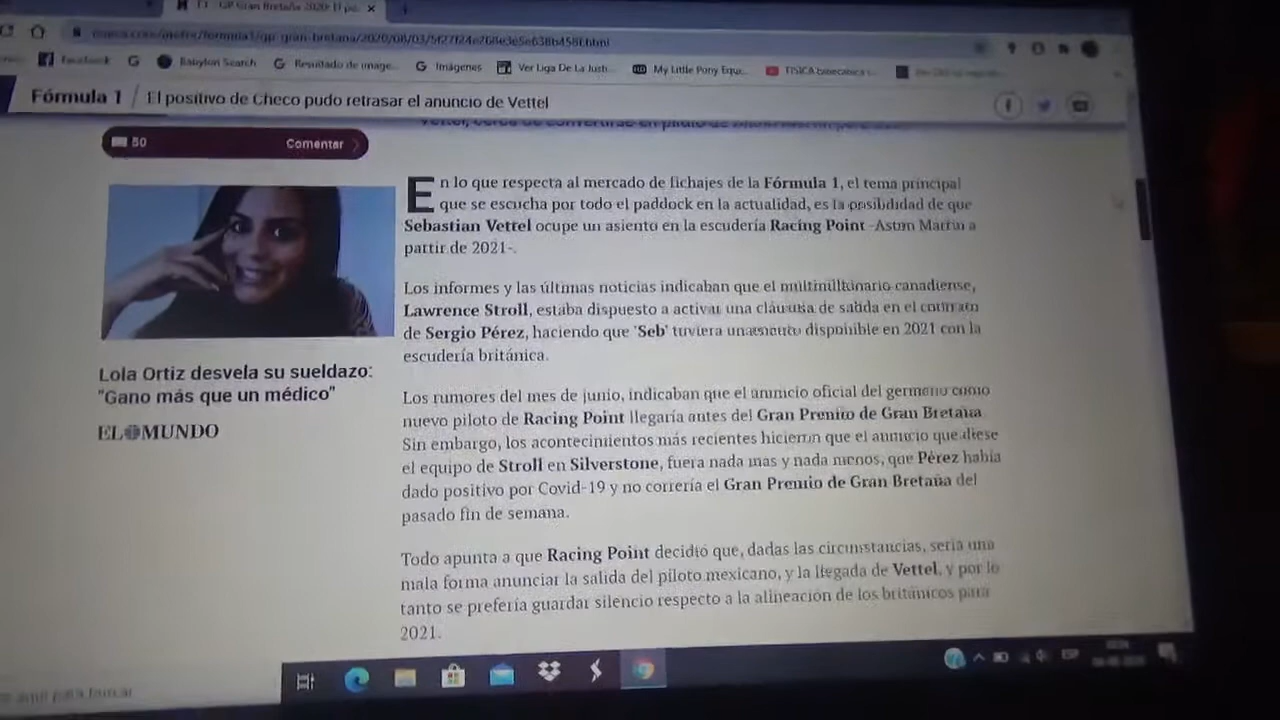 F1 - GP Gran Bretaña 2020: El po...
Facebook
Babylon Search
Resultado de image...
Imágenes
Ver Liga De La Justi...
My Little Pony Equ...
Fórmula 1 / El positivo de Checo pudo retrasar el anuncio de Vettel
50
Comentar
En lo que respecta al mercado de fichajes de la Fórmula 1, el tema principal
que se escucha por todo el paddock en la actualidad, es la posibilidad de que
Sebastian Vettel ocupe un asiento en la escudería Racing Point -Aston Martin a
partir de 2021-.
Los informes y las últimas noticias indicaban que el multimillonario canadiense,
Lawrence Stroll, estaba dispuesto a activar una cláusula de salida en el contrato
de Sergio Pérez, haciendo que 'Seb' tuviera un asiento disponible en 2021 con la
escudería británica.
Los rumores del mes de junio, indicaban que el anuncio oficial del germano como
nuevo piloto de Racing Point llegaría antes del Gran Premio de Gran Bretaña
Sin embargo, los acontecimientos más recientes hicieron que el anuncio que diese
el equipo de Stroll en Silverstone, fuera nada mas y nada menos, que Pérez había
dado positivo por Covid-19 y no correría el Gran Premio de Gran Bretaña del
pasado fin de semana.
Todo apunta a que Racing Point decidió que, dadas las circunstancias, sería una
mala forma anunciar la salida del piloto mexicano, y la llegada de Vettel, y por lo
tanto se prefería guardar silencio respecto a la alineación de los británicos para
2021.
Lola Ortiz desvela su sueldazo:
"Gano más que un médico"
EL MUNDO
aquí para buscar
ESP